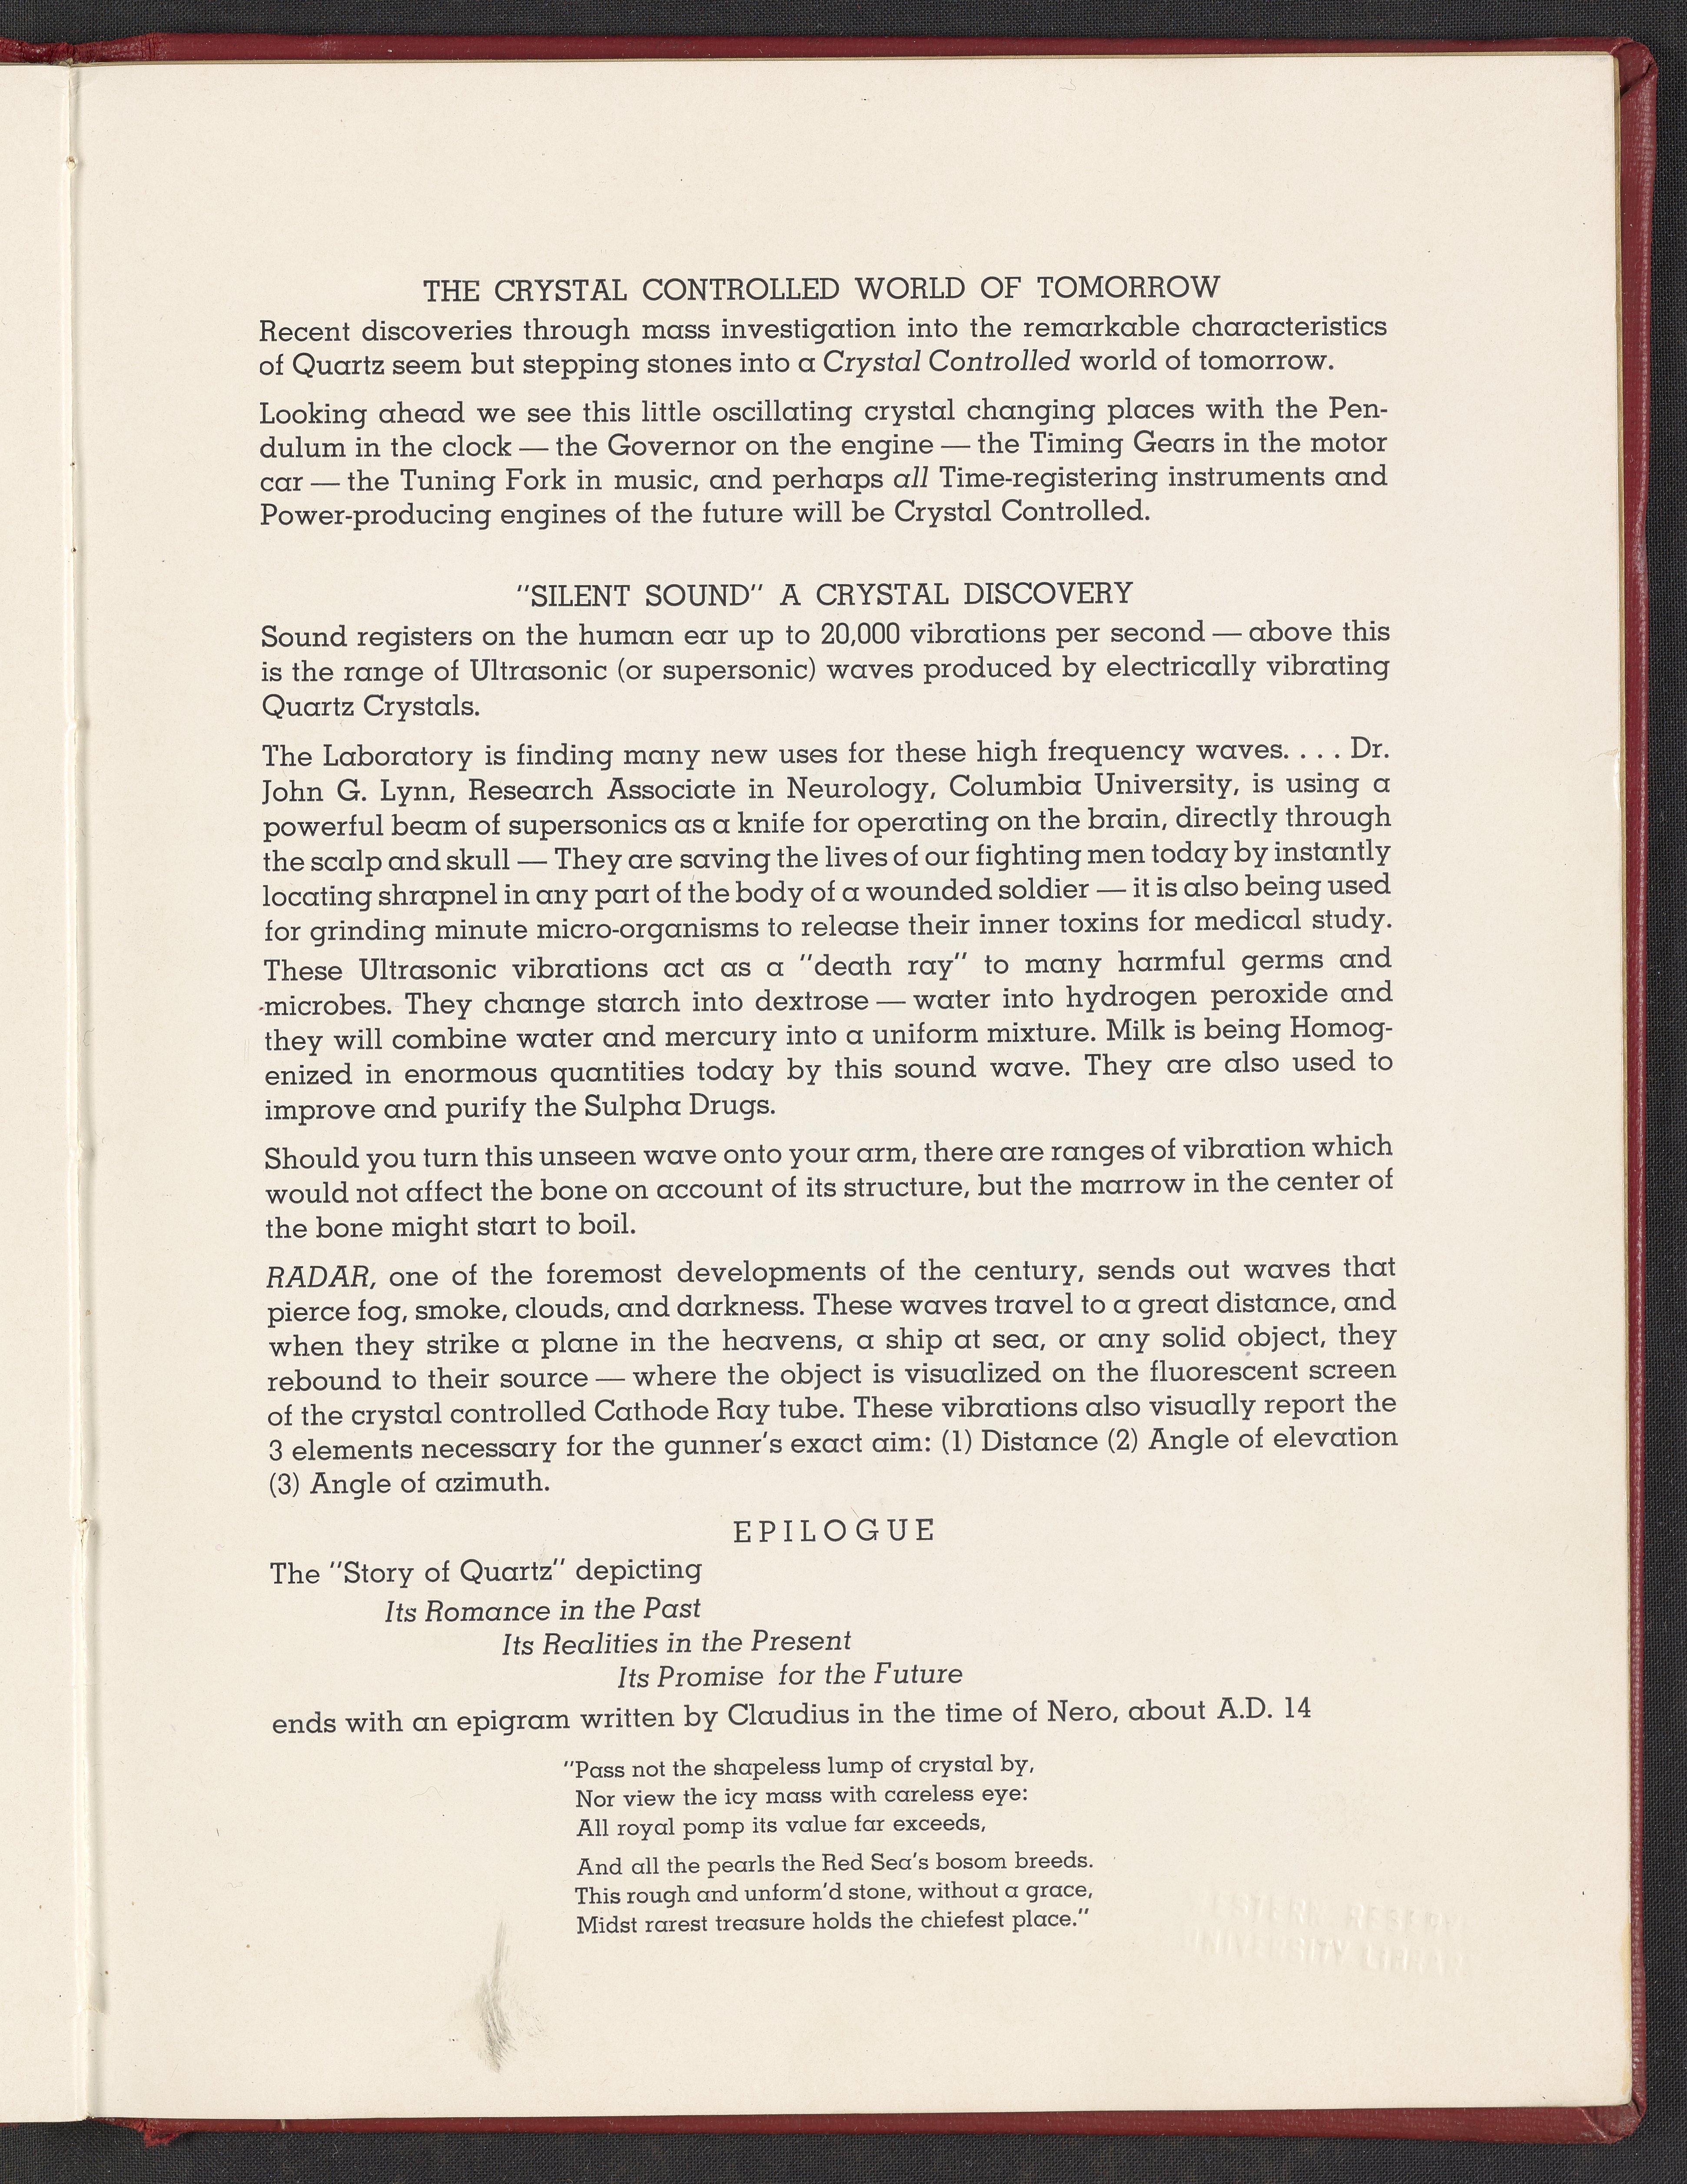 THE CRYSTAL CONTROLLED WORLD OF TOMORROW
Recent discoveries through mass investigation into the remarkable characteristics
of Quartz seem but stepping stones into a Crystal Controlled world of tomorrow.
Looking ahead we see this little oscillating crystal changing places with the Pen-
dulum in the clock — the Governor on the engine — the Timing Gears in the motor
car — the Tuning Fork in music, and perhaps all Time-registering instruments and
Power-producing engines of the future will be Crystal Controlled.
"SILENT SOUND" A CRYSTAL DISCOVERY
Sound registers on the human ear up to 20,000 vibrations per second — above this
is the range of Ultrasonic (or supersonic) waves produced by electrically vibrating
Quartz Crystals.
The Laboratory is finding many new uses for these high frequency waves. . . . Dr.
John G. Lynn, Research Associate in Neurology, Columbia University, is using a
powerful beam of supersonics as a knife for operating on the brain, directly through
the scalp and skull — They are saving the lives of our fighting men today by instantly
locating shrapnel in any part of the body of a wounded soldier — it is also being used
for grinding minute micro-organisms to release their inner toxins for medical study.
These Ultrasonic vibrations act as a "death ray" to many harmful germs and
microbes. They change starch into dextrose — water into hydrogen peroxide and
they will combine water and mercury into a uniform mixture. Milk is being Homog-
enized in enormous quantities today by this sound wave. They are also used to
improve and purify the Sulpha Drugs.
Should you turn this unseen wave onto your arm, there are ranges of vibration which
would not affect the bone on account of its structure, but the marrow in the center of
the bone might start to boil.
RADAR, one of the foremost developments of the century, sends out waves that
pierce fog, smoke, clouds, and darkness. These waves travel to a great distance, and
when they strike a plane in the heavens, a ship at sea, or any solid object, they
rebound to their source — where the object is visualized on the fluorescent screen
of the crystal controlled Cathode Ray tube. These vibrations also visually report the
3 elements necessary for the gunner's exact aim: (1) Distance (2) Angle of elevation
(3) Angle of azimuth.
EPILOGUE
The "Story of Quartz" depicting
Its Romance in the Past
Its Realities in the Present
Its Promise for the Future
ends with an epigram written by Claudius in the time of Nero, about A.D. 14
"Pass not the shapeless lump of crystal by,
Nor view the icy mass with careless eye:
All royal pomp its value far exceeds,
And all the pearls the Red Sea's bosom breeds.
This rough and unform'd stone, without a grace,
Midst rarest treasure holds the chiefest place."
ESTERN RESERV
UNIVERSITY LIBRAR